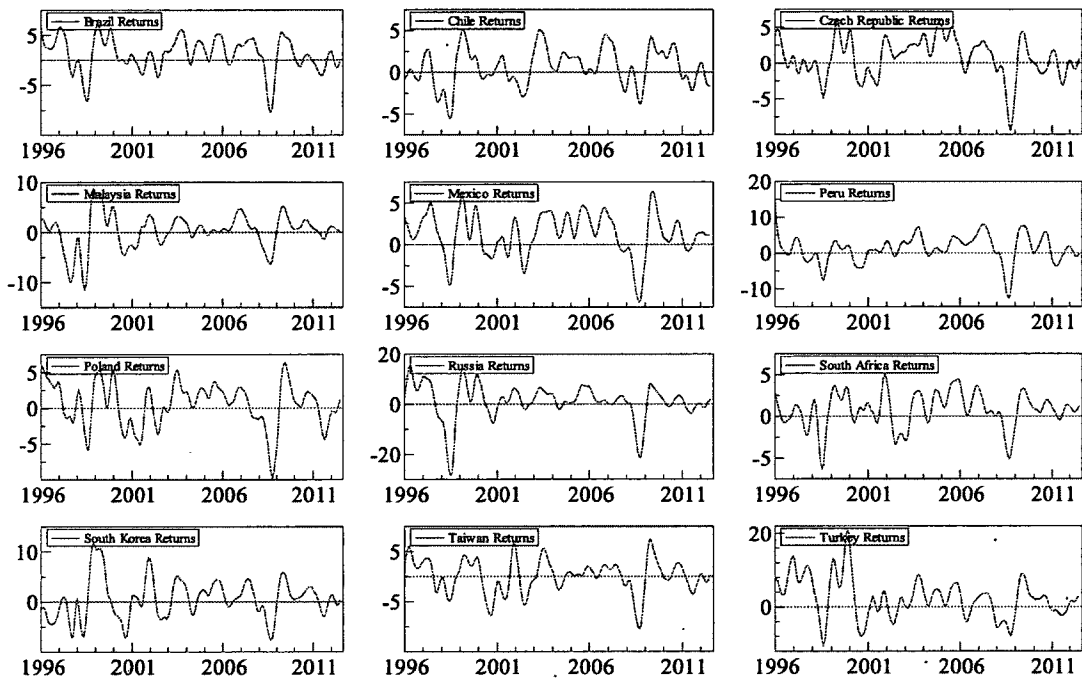 Brazil Returns
5
-5
1996 2001 2006 2011
Chile Returns
5
0
-5
1996 2001 2006 2011
Czech Republic Returns
5
0
-5
1996 2001 2006 2011
Malaysia Returns
10
0
-10
1996 2001 2006 2011
Mexico Returns
5
0
-5
1996 2001 2006 2011
Peru Returns
20
10
0
-10
1996 2001 2006 2011
Poland Returns
5
0
-5
1996 2001 2006 2011
Russia Returns
20
0
-20
1996 2001 2006 2011
South Africa Returns
5
0
-5
1996 2001 2006 2011
South Korea Returns
10
0
1996 2001 2006 2011
Taiwan Returns
5
-5
1996 2001 2006 2011
Turkey Returns
20
0
1996 2001 2006 2011